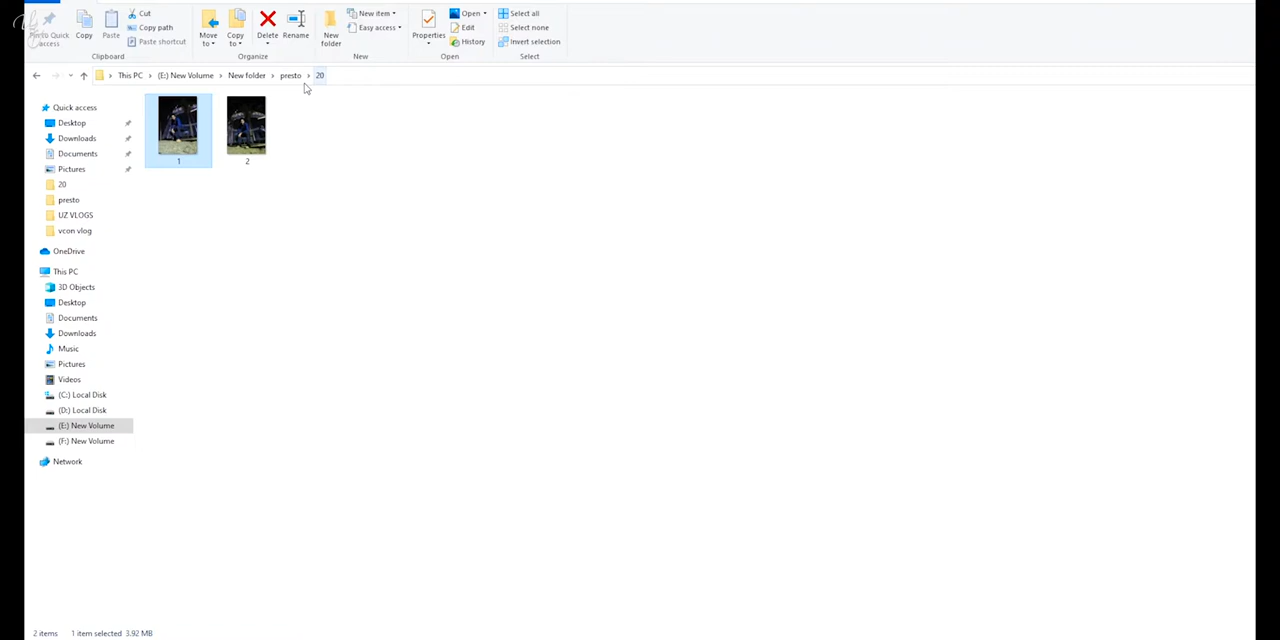 Pin to Quick access
Copy
Paste
Cut
Copy path
Paste shortcut
Clipboard
Move to
Copy to
Delete
Rename
Organize
New folder
New item
Easy access
New
Properties
Open
Edit
History
Open
Select all
Select none
Invert selection
Select
This PC > (E:) New Volume > New folder > presto > 20
Quick access
Desktop
Downloads
Documents
Pictures
20
presto
UZ VLOGS
vcon vlog
OneDrive
This PC
3D Objects
Desktop
Documents
Downloads
Music
Pictures
Videos
(C:) Local Disk
(D:) Local Disk
(E:) New Volume
(F:) New Volume
Network
1
2
2 items 1 item selected 3.92 MB